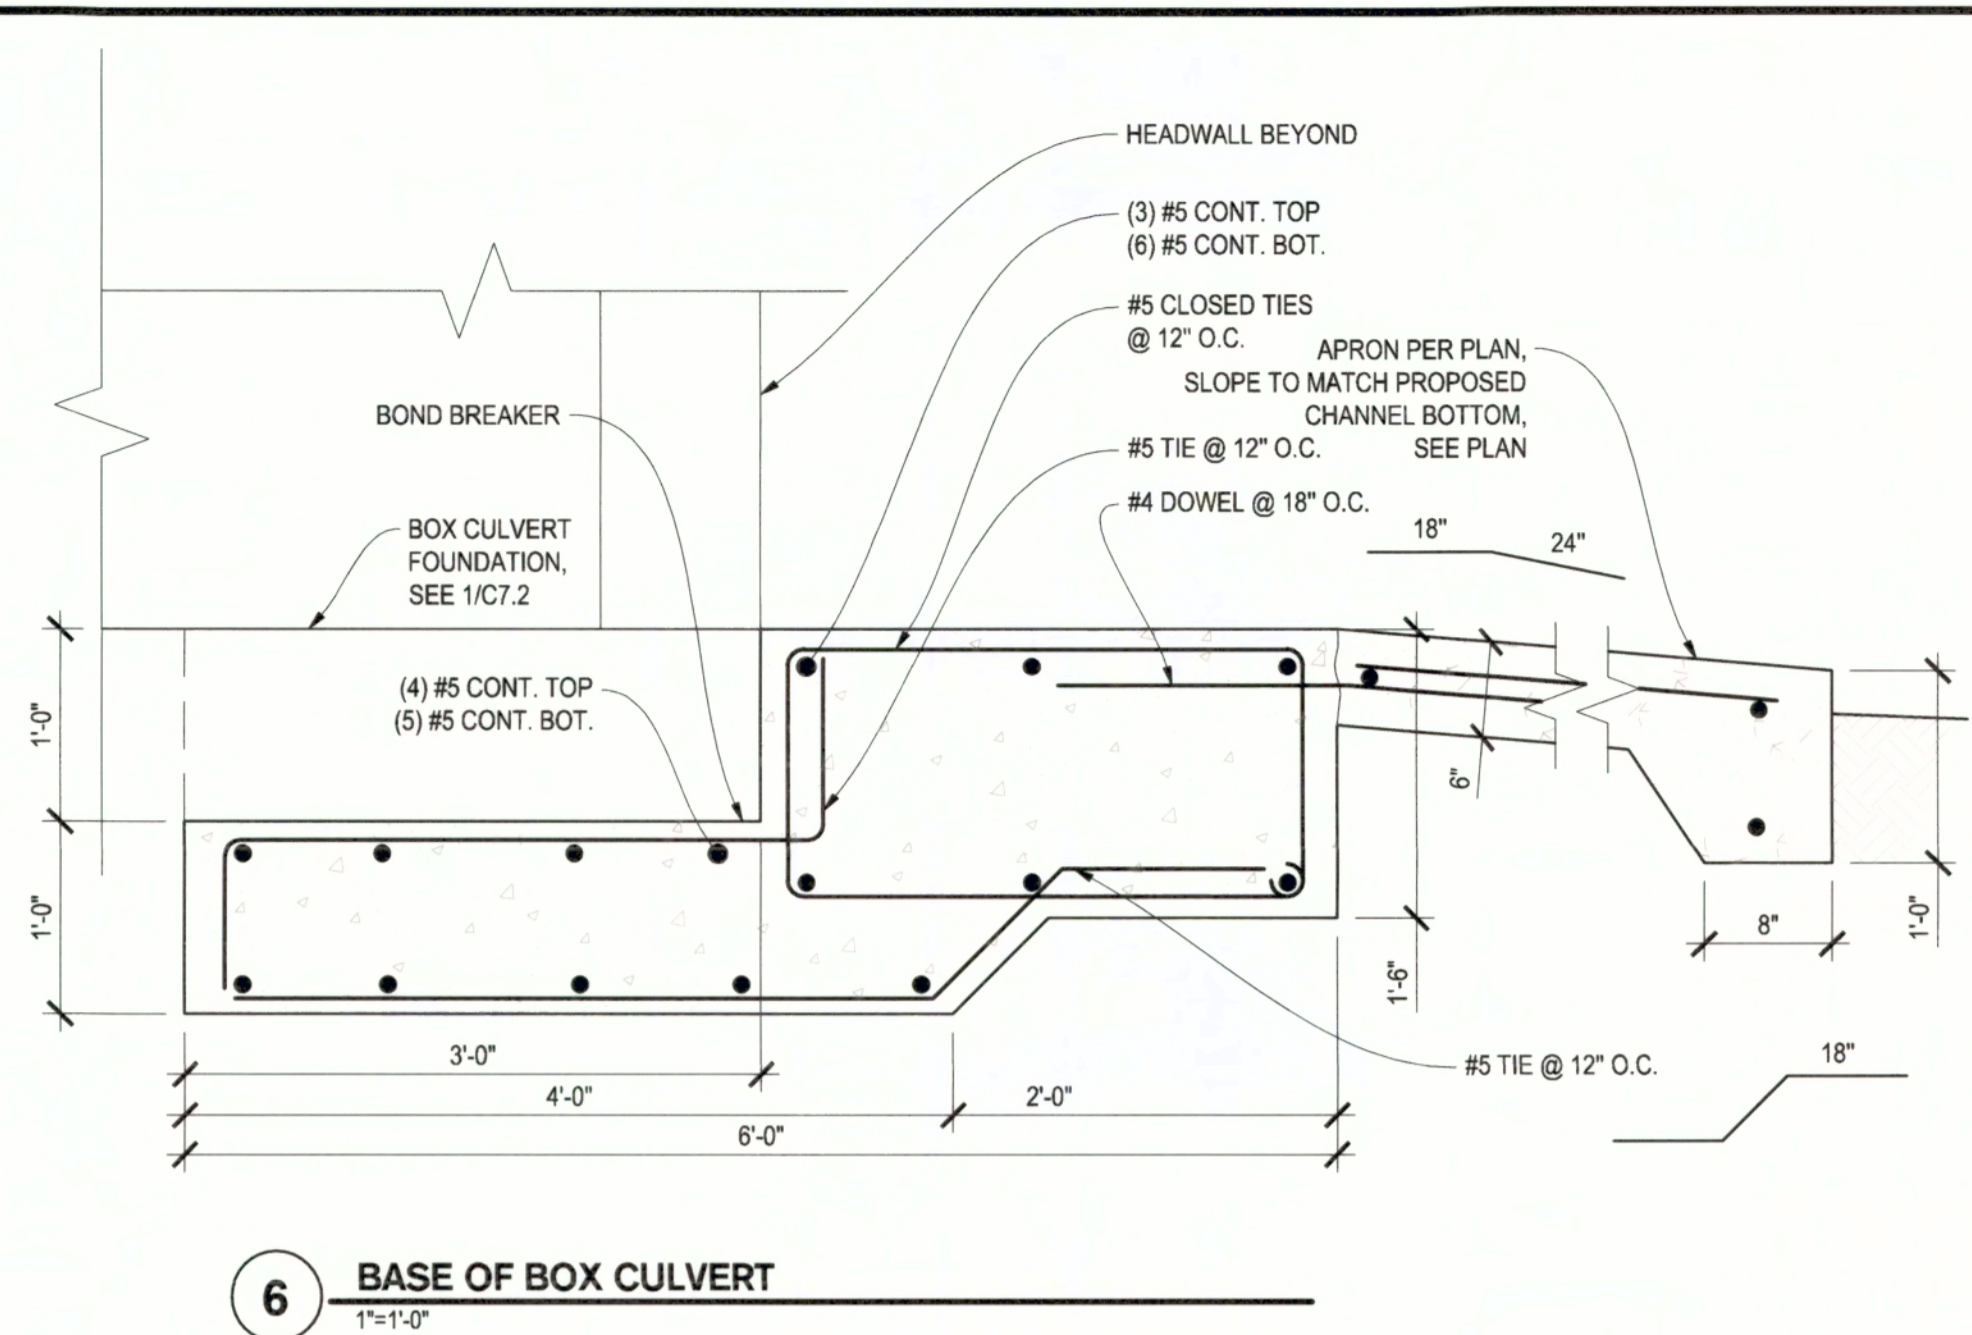 HEADWALL BEYOND
(3) #5 CONT. TOP
(6) #5 CONT. BOT.
#5 CLOSED TIES
@ 12" O.C.
APRON PER PLAN,
SLOPE TO MATCH PROPOSED
CHANNEL BOTTOM,
SEE PLAN
BOND BREAKER
#5 TIE @ 12" O.C.
#4 DOWEL @ 18" O.C.
18"
24"
BOX CULVERT
FOUNDATION,
SEE 1/C7.2
(4) #5 CONT. TOP
(5) #5 CONT. BOT.
1'-0"
1'-0"
6"
1'-6"
8"
1'-0"
3'-0"
4'-0"
2'-0"
6'-0"
#5 TIE @ 12" O.C.
18"
6
BASE OF BOX CULVERT
1"=1'-0"